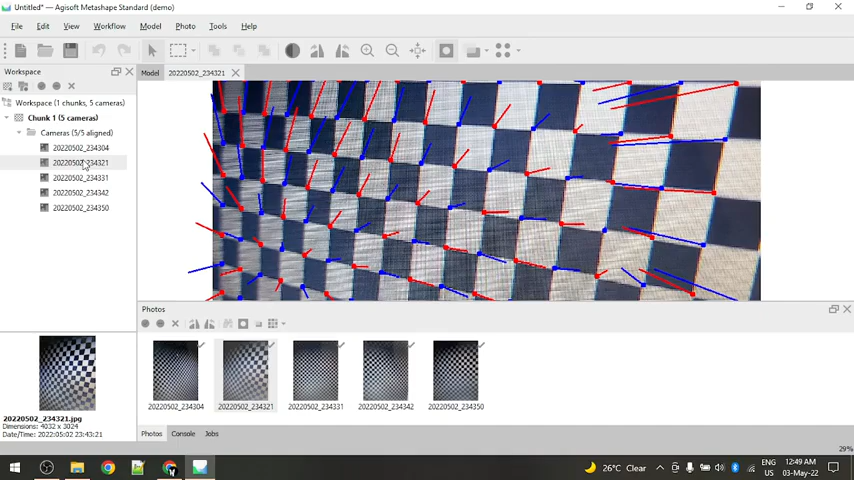 Untitled* — Agisoft Metashape Standard (demo)
File Edit View Workflow Model Photo Tools Help
Workspace
Model 20220502_234321
Workspace (1 chunks, 5 cameras)
Chunk 1 (5 cameras)
Cameras (5/5 aligned)
20220502_234304
20220502_234321
20220502_234331
20220502_234342
20220502_234350
Photos
20220502_234304 20220502_234321 20220502_234331 20220502_234342 20220502_234350
20220502_234321.jpg
Dimensions: 4032 x 3024
Date/Time: 2022:05:02 23:43:21
Photos Console Jobs
29%
26°C Clear
ENG
US
12:49 AM
03-May-22